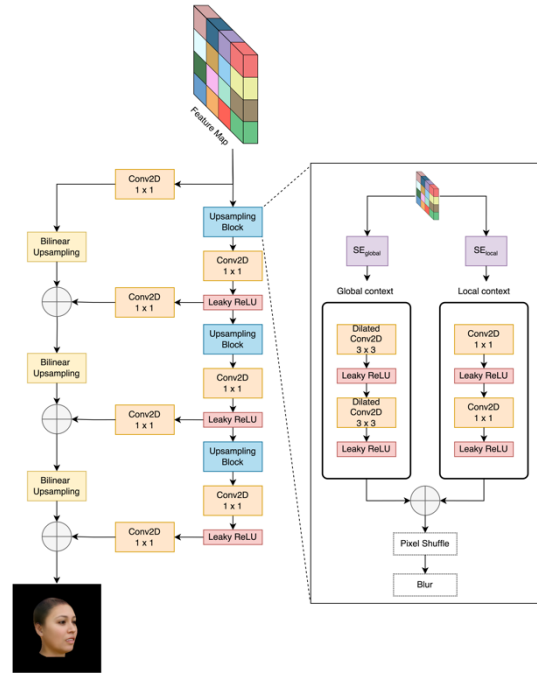 Feature Map
Conv2D
1 x 1
Upsampling
Block
Bilinear
Upsampling
Conv2D
1 x 1
Conv2D
1 x 1
Leaky ReLU
Upsampling
Block
Bilinear
Upsampling
Conv2D
1 x 1
Conv2D
1 x 1
Leaky ReLU
Upsampling
Block
Bilinear
Upsampling
Conv2D
1 x 1
Conv2D
1 x 1
Leaky ReLU
SEglobal
SElocal
Global context
Local context
Dilated
Conv2D
3 x 3
Leaky ReLU
Dilated
Conv2D
3 x 3
Leaky ReLU
Conv2D
1 x 1
Leaky ReLU
Conv2D
1 x 1
Leaky ReLU
Pixel Shuffle
Blur